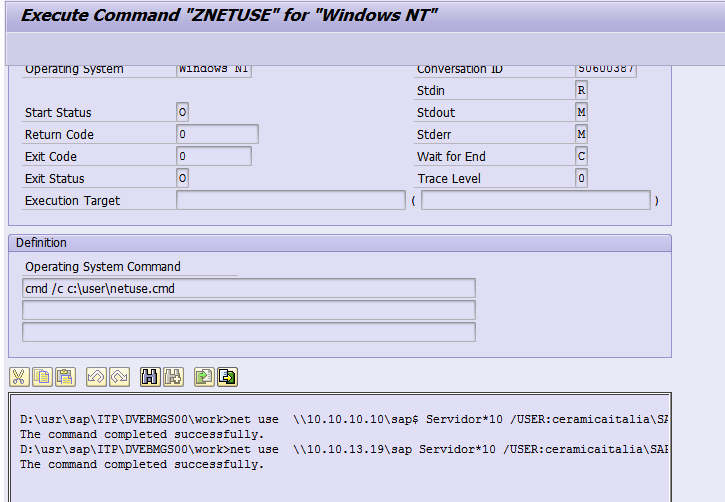 Execute Command "ZNETUSE" for "Windows NT"
Operating System Windows NT Conversation ID 50600387
Stdin R
Start Status O Stdout M
Return Code 0 Stderr M
Exit Code 0 Wait for End C
Exit Status O Trace Level 0
Execution Target ( )
Definition
Operating System Command
cmd /c c:\user\netuse.cmd
D:\usr\sap\ITP\DVEBMGS00\work>net use \\10.10.10.10\sap$ Servidor*10 /USER:ceramicaitalia\SAP
The command completed successfully.
D:\usr\sap\ITP\DVEBMGS00\work>net use \\10.10.13.19\sap Servidor*10 /USER:ceramicaitalia\SAP
The command completed successfully.